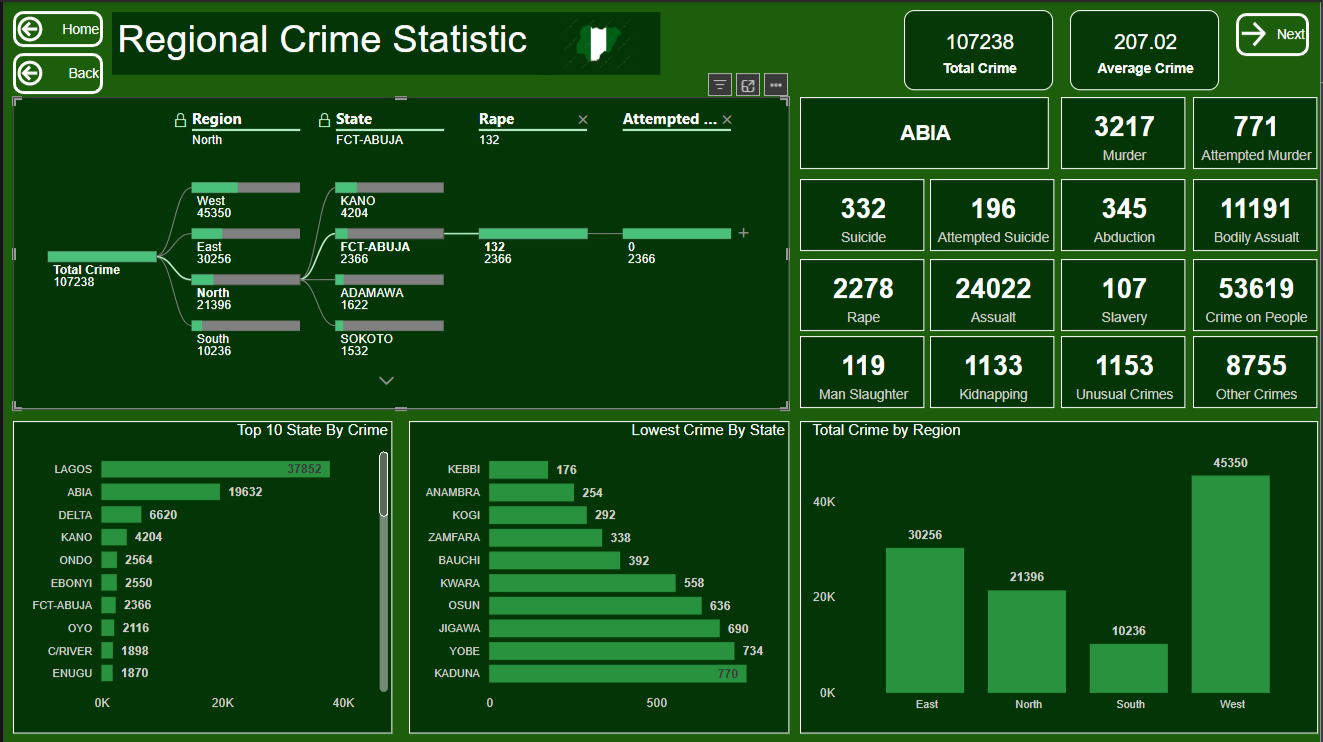 Home
Back
Regional Crime Statistic
107238
Total Crime
207.02
Average Crime
Next
Region
North
State
FCT-ABUJA
Rape
132
Attempted ...
West
45350
East
30256
North
21396
South
10236
Total Crime
107238
KANO
4204
FCT-ABUJA
2366
ADAMAWA
1622
SOKOTO
1532
132
2366
0
2366
ABIA
3217
Murder
771
Attempted Murder
332
Suicide
196
Attempted Suicide
345
Abduction
11191
Bodily Assualt
2278
Rape
24022
Assualt
107
Slavery
53619
Crime on People
119
Man Slaughter
1133
Kidnapping
1153
Unusual Crimes
8755
Other Crimes
Top 10 State By Crime
LAGOS 37852
ABIA 19632
DELTA 6620
KANO 4204
ONDO 2564
EBONYI 2550
FCT-ABUJA 2366
OYO 2116
C/RIVER 1898
ENUGU 1870
0K 20K 40K
Lowest Crime By State
KEBBI 176
ANAMBRA 254
KOGI 292
ZAMFARA 338
BAUCHI 392
KWARA 558
OSUN 636
JIGAWA 690
YOBE 734
KADUNA 770
0 500
Total Crime by Region
45350
40K
30256
21396
20K
10236
0K
East North South West